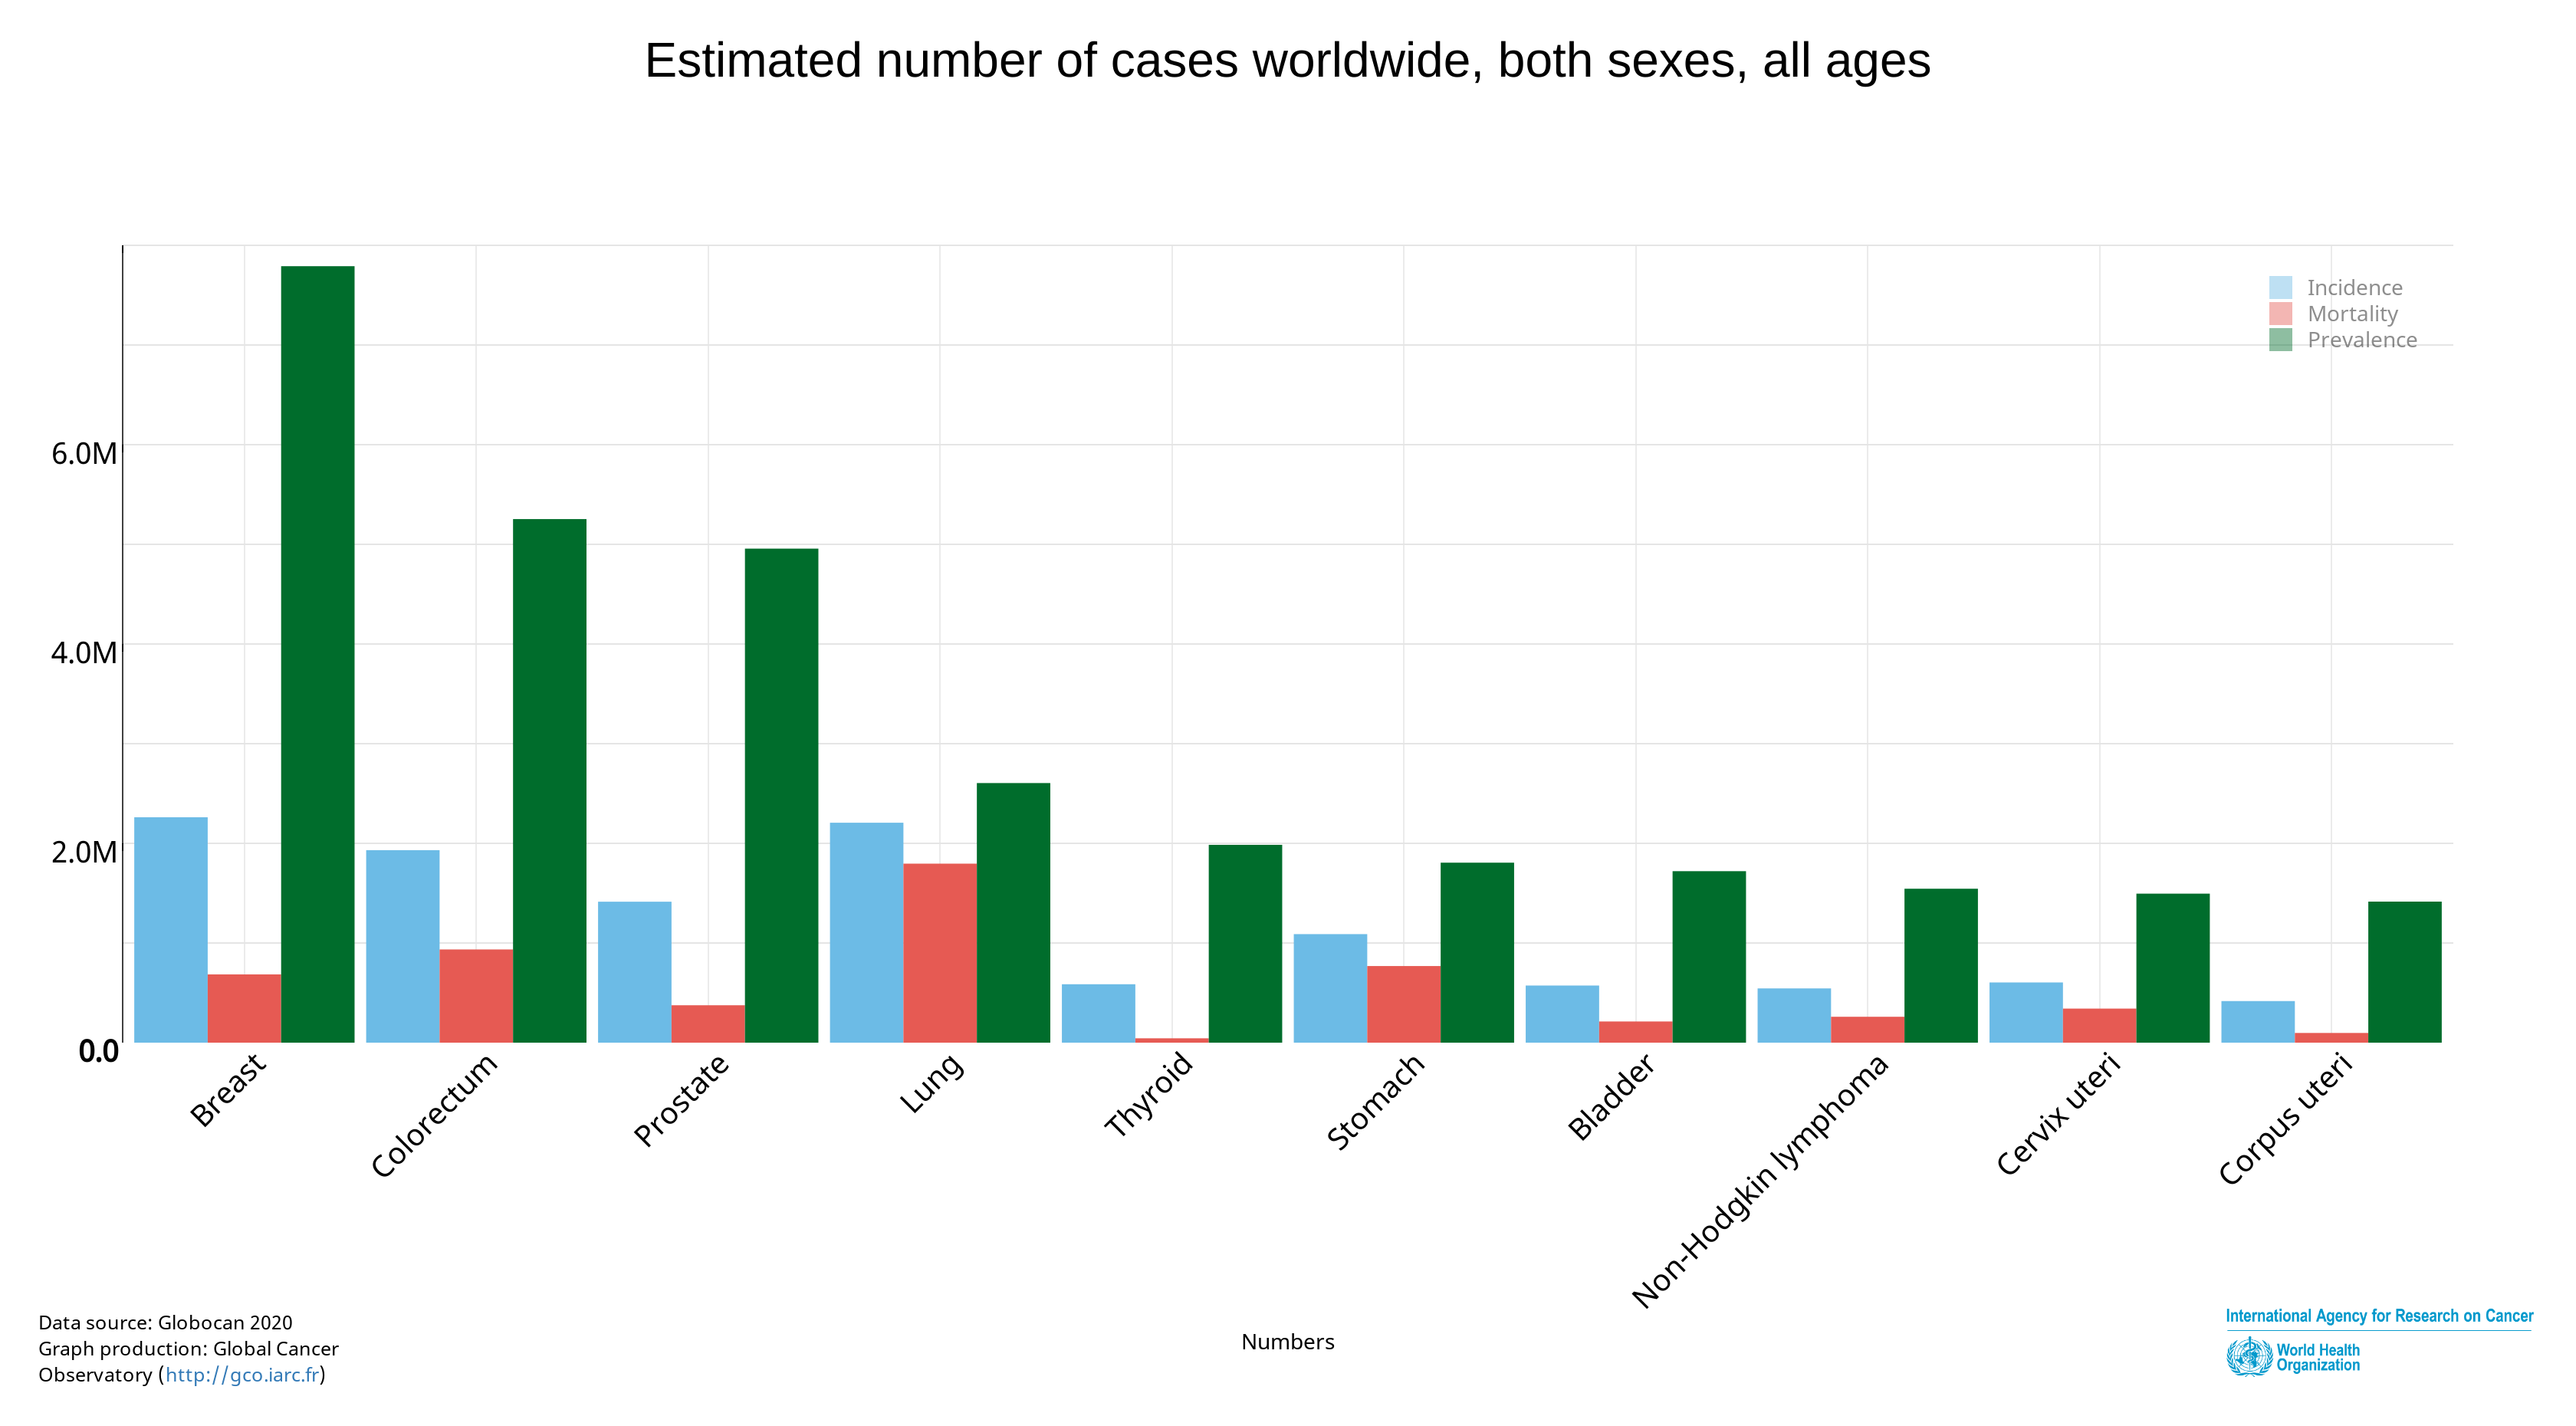 Estimated number of cases worldwide, both sexes, all ages
Incidence
Mortality
Prevalence
6.0M
4.0M
2.0M
0.0
Breast
Colorectum
Prostate
Lung
Thyroid
Stomach
Bladder
Non-Hodgkin lymphoma
Cervix uteri
Corpus uteri
Numbers
Data source: Globocan 2020
Graph production: Global Cancer
Observatory (http://gco.iarc.fr)
International Agency for Research on Cancer
World Health
Organization